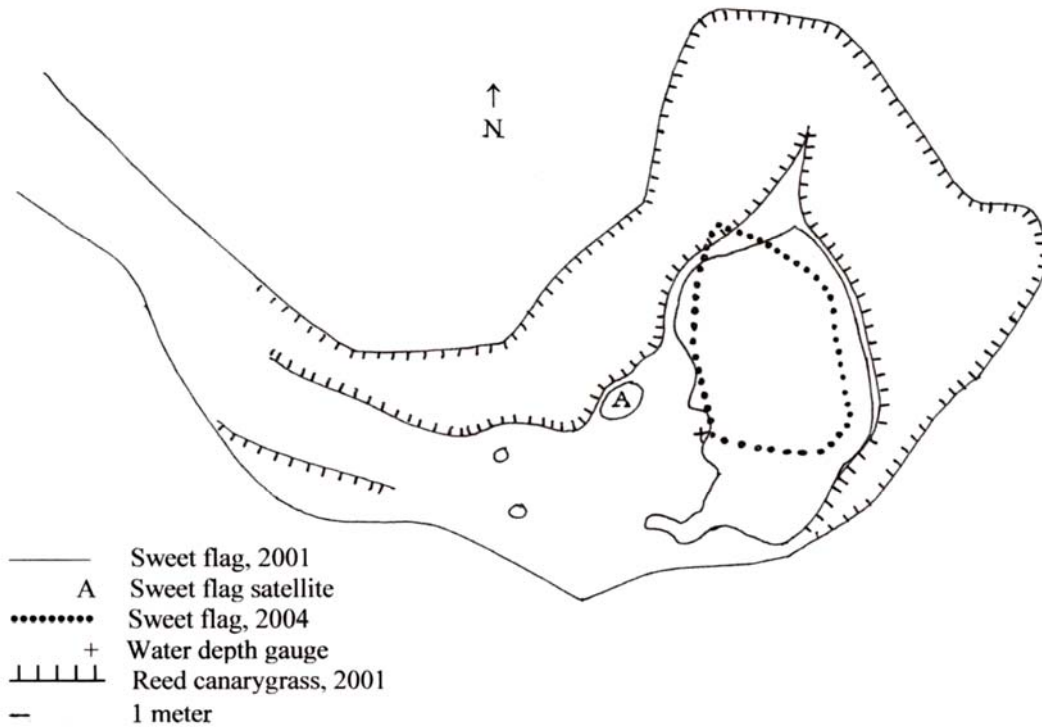 ↑
N
A
Sweet flag, 2001
A Sweet flag satellite
Sweet flag, 2004
+ Water depth gauge
Reed canarygrass, 2001
1 meter